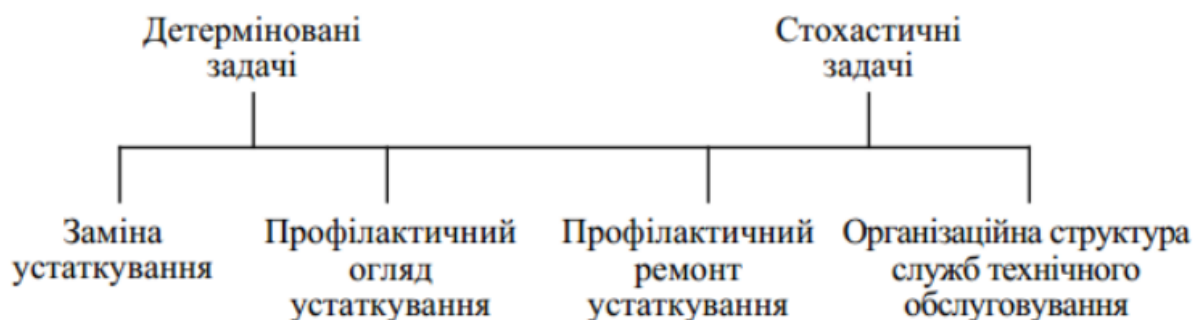 Детерміновані
задачі
Стохастичні
задачі
Заміна
устаткування
Профілактичний
огляд
устаткування
Профілактичний
ремонт
устаткування
Організаційна структура
служб технічного
обслуговування